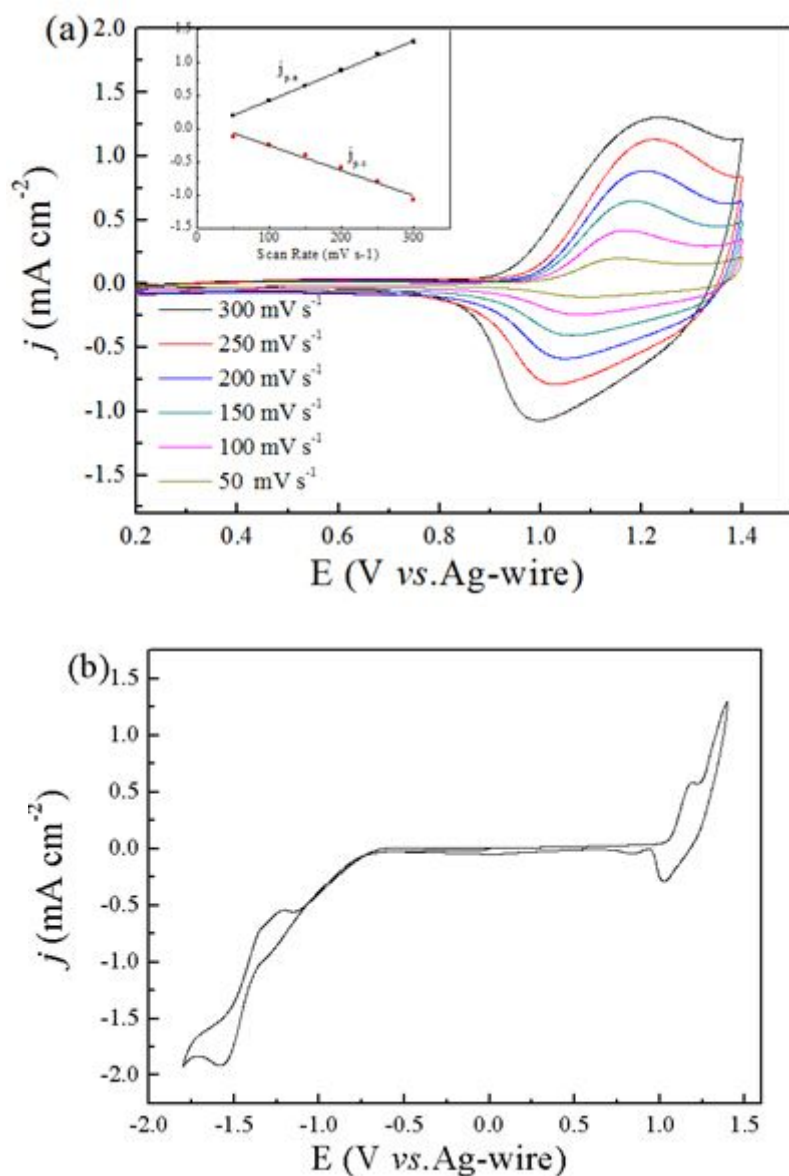 (a)
2.0
1.5
1.0
0.5
0.0
-0.5
-1.0
-1.5
j (mA cm-2)
1.5
1.0
0.5
0.0
-0.5
-1.0
-1.5
jp.a
jp.c
0 100 200 300
Scan Rate (mV s-1)
300 mV s-1
250 mV s-1
200 mV s-1
150 mV s-1
100 mV s-1
50 mV s-1
0.2 0.4 0.6 0.8 1.0 1.2 1.4
E (V vs.Ag-wire)
(b)
1.5
1.0
0.5
0.0
-0.5
-1.0
-1.5
-2.0
j (mA cm-2)
-2.0 -1.5 -1.0 -0.5 0.0 0.5 1.0 1.5
E (V vs.Ag-wire)